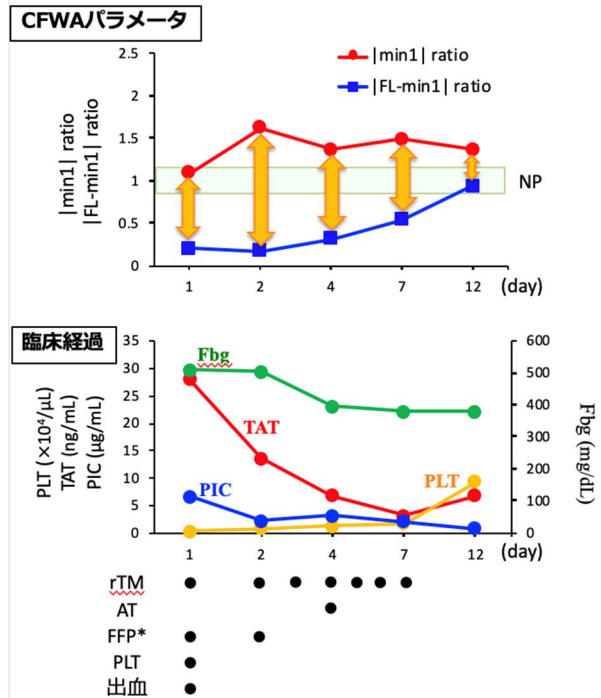 CFWAパラメータ
|min1| ratio
|FL-min1| ratio
|min1| ratio
|FL-min1| ratio
2.5
2
1.5
1
0.5
0
NP
1 2 4 7 12 (day)
臨床経過
PLT (×10⁴/μL)
TAT (ng/mL)
PIC (μg/mL)
35
30
25
20
15
10
5
0
Fbg
TAT
PIC
PLT
600
500
400
300
200
100
0
Fbg (mg/dL)
1 2 4 7 12 (day)
rTM
AT
FFP*
PLT
出血